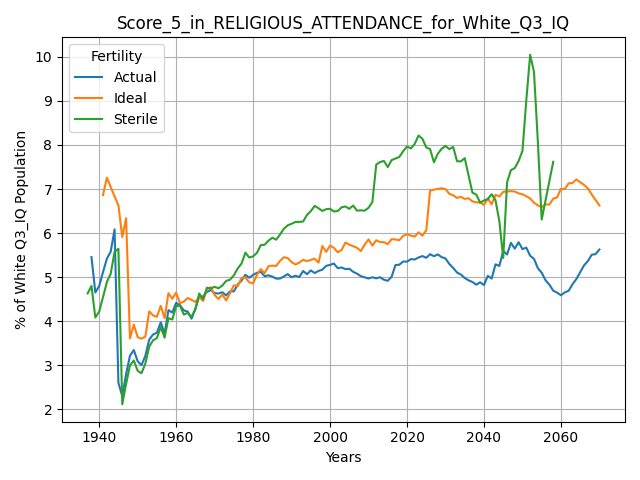 Score_5_in_RELIGIOUS_ATTENDANCE_for_White_Q3_IQ
Fertility
Actual
Ideal
Sterile
% of White Q3_IQ Population
10
9
8
7
6
5
4
3
2
1940 1960 1980 2000 2020 2040 2060
Years